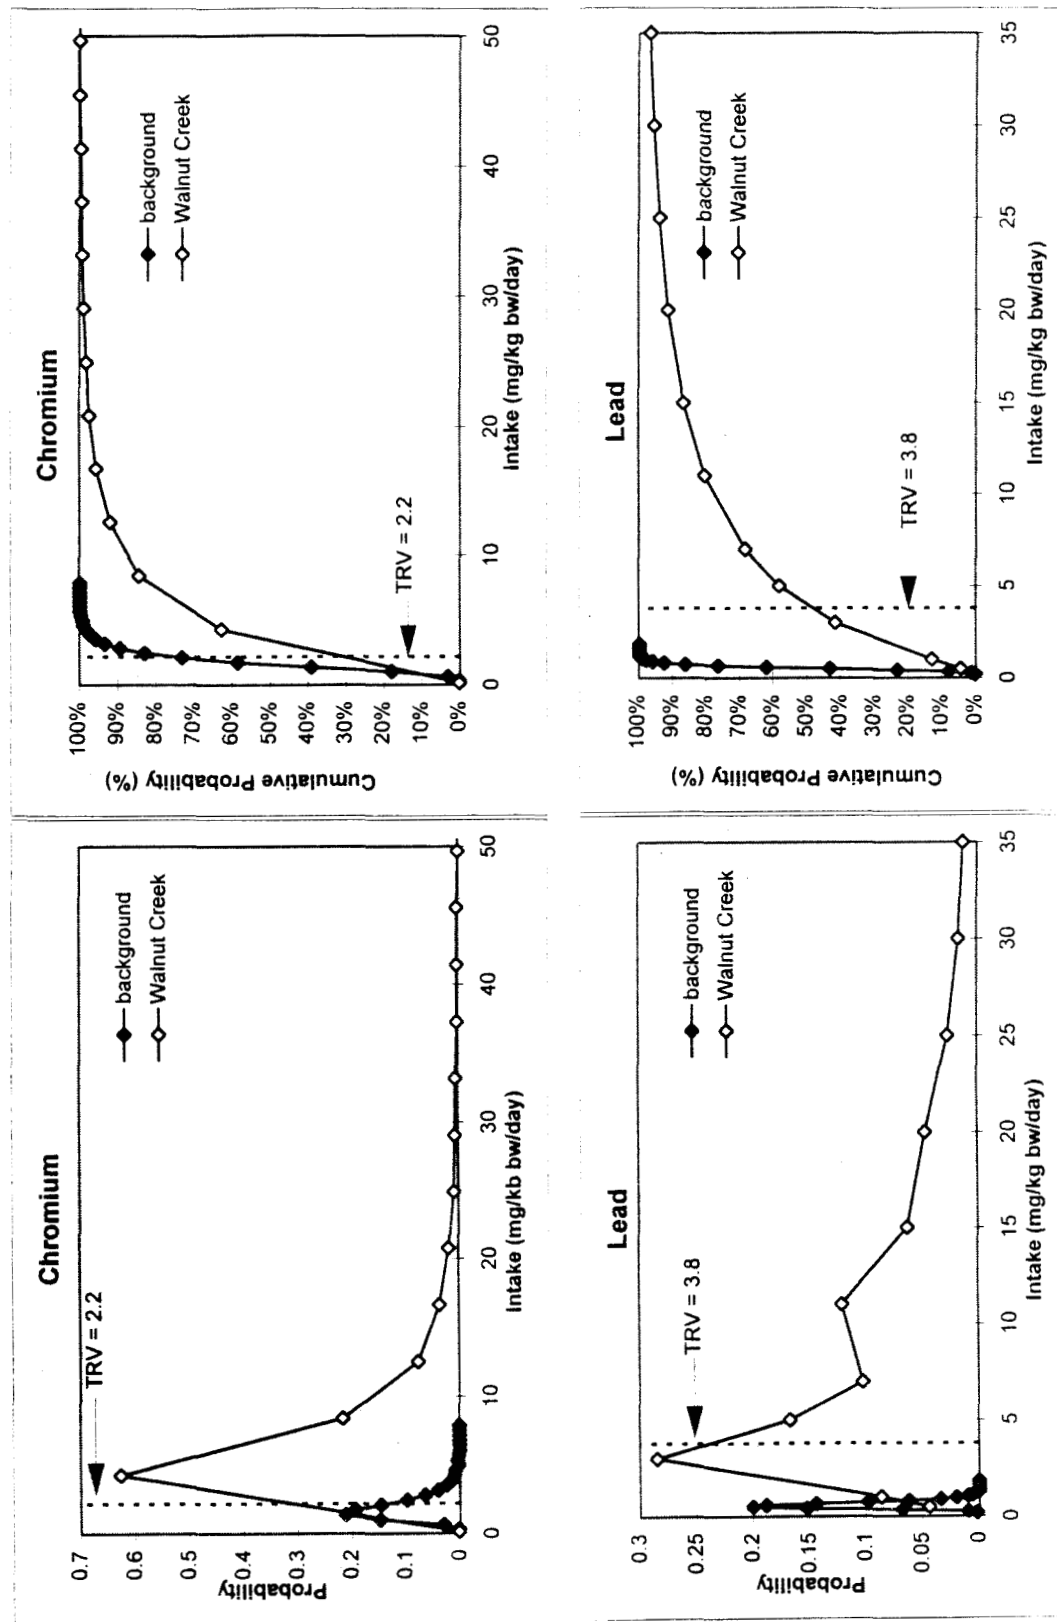 Chromium
0.7
0.6
0.5
0.4
0.3
0.2
0.1
0
Probability
TRV = 2.2
background
Walnut Creek
0
10
20
30
40
50
Intake (mg/kb bw/day)
Chromium
100%
90%
80%
70%
60%
50%
40%
30%
20%
10%
0%
Cumulative Probability (%)
background
Walnut Creek
TRV = 2.2
0
10
20
30
40
50
Intake (mg/kg bw/day)
Lead
0.3
0.25
0.2
0.15
0.1
0.05
0
Probability
TRV = 3.8
background
Walnut Creek
0
5
10
15
20
25
30
35
Intake (mg/kg bw/day)
Lead
100%
90%
80%
70%
60%
50%
40%
30%
20%
10%
0%
Cumulative Probability (%)
background
Walnut Creek
TRV = 3.8
0
5
10
15
20
25
30
35
Intake (mg/kg bw/day)